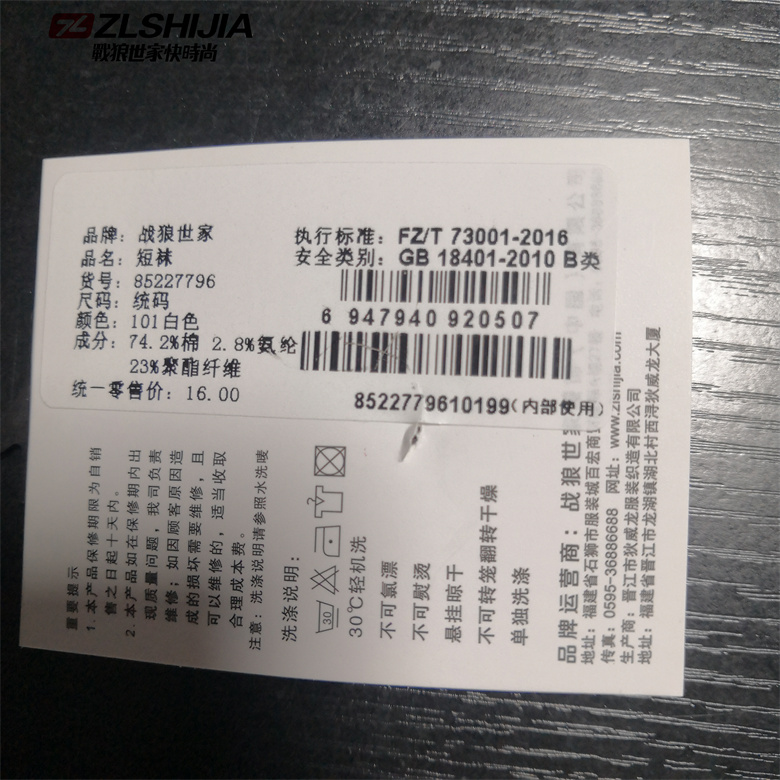 ZLSHIJIA
戰狼世家快時尚
品牌：战狼世家
品名：短袜
货号：85227796
尺码：统码
颜色：101白色
成分：74.2%棉 2.8%氨纶
23%聚酯纤维
统一零售价：16.00
执行标准：FZ/T 73001-2016
安全类别：GB 18401-2010 B类
6 947940 920507
8522779610199(内部使用)
重要提示
1. 本产品保修期限为自销
售之日起十天内。
2. 本产品如在保修期内出
现质量问题，我司负责
维修；如因顾客原因造
成的损坏需要维修，且
可以维修的，适当收取
合理成本费。
注意：洗涤说明请参照水洗唛
洗涤说明：
30
30℃轻机洗
不可氯漂
不可熨烫
悬挂晾干
不可转笼翻转干燥
单独洗涤
品牌运营商：战狼世家
地址：福建省石狮市服装城百宏商
传真：0595-36886688 网址：www.zlshijia.com
生产商：晋江市狄威龙服装织造有限公司
地址：福建省晋江市龙湖镇湖北村西浔狄威龙大厦